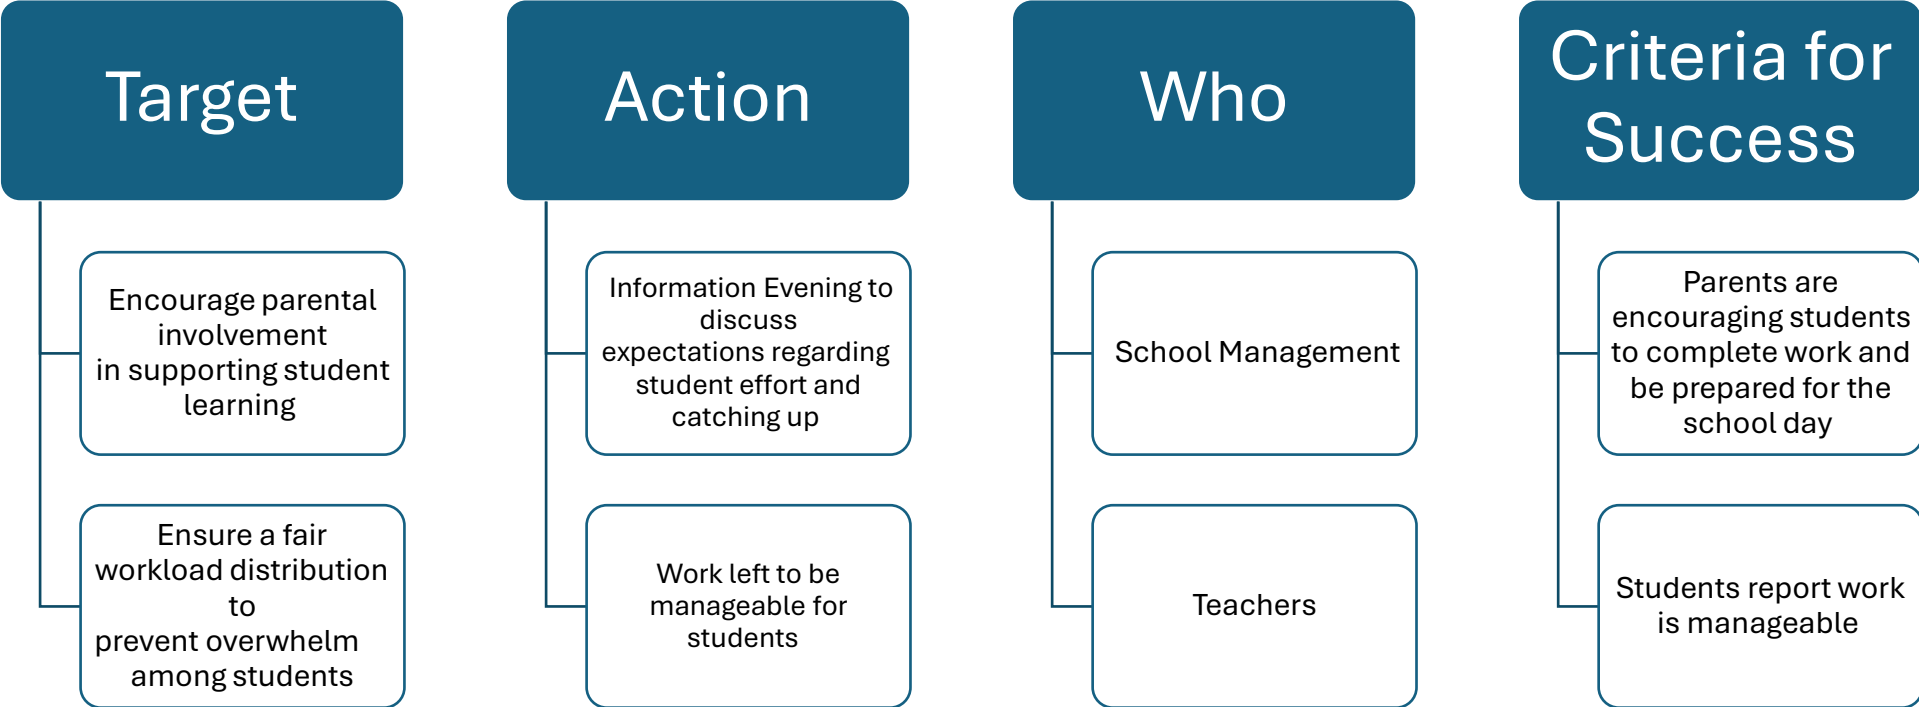 Target
Encourage parental
involvement
in supporting student
learning
Ensure a fair
workload distribution
to
prevent overwhelm
among students
Action
Information Evening to
discuss
expectations regarding
student effort and
catching up
Work left to be
manageable for
students
Who
School Management
Teachers
Criteria for
Success
Parents are
encouraging students
to complete work and
be prepared for the
school day
Students report work
is manageable